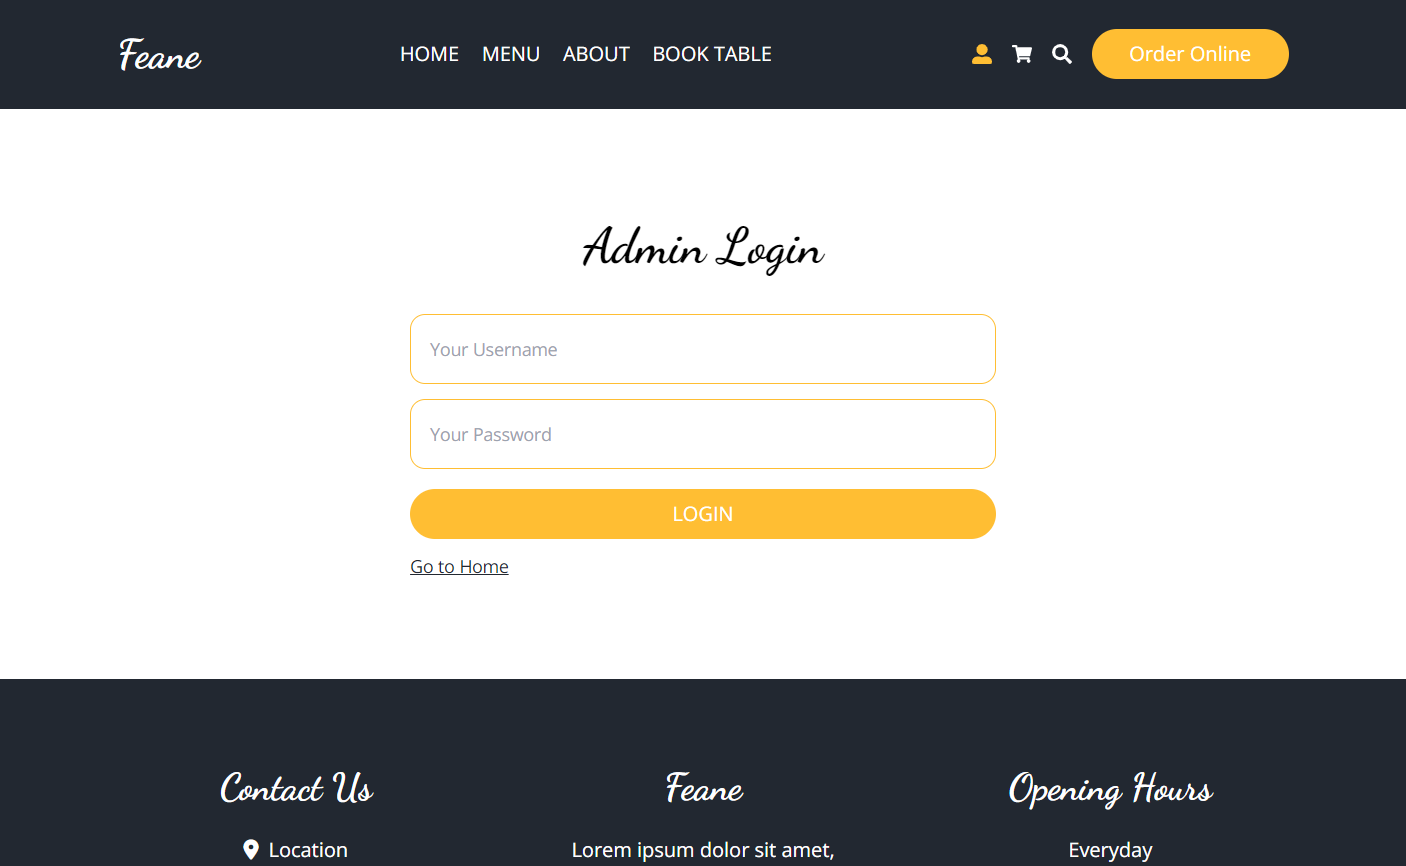 Feane
HOME MENU ABOUT BOOK TABLE
Order Online
Admin Login
Your Username
Your Password
LOGIN
Go to Home
Contact Us
Location
Feane
Lorem ipsum dolor sit amet,
Opening Hours
Everyday